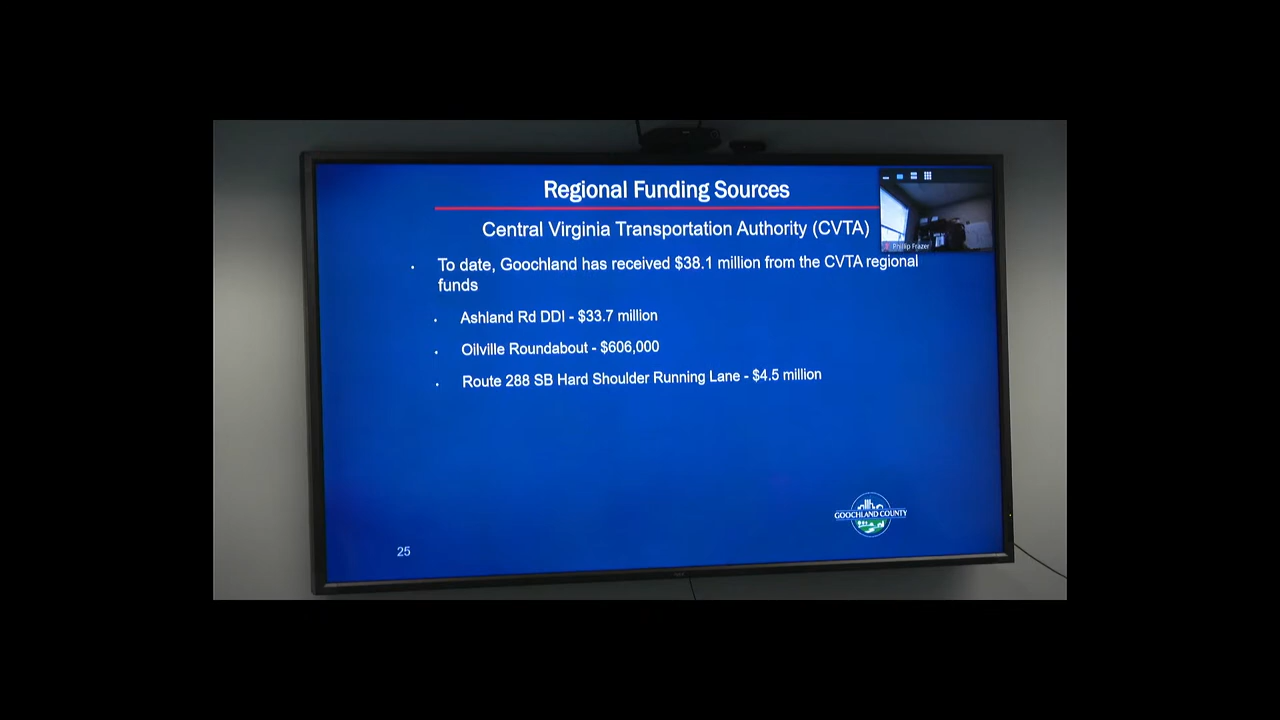 Regional Funding Sources
Central Virginia Transportation Authority (CVTA)
Phillip Frazer
• To date, Goochland has received $38.1 million from the CVTA regional
funds
• Ashland Rd DDI - $33.7 million
• Oilville Roundabout - $606,000
• Route 288 SB Hard Shoulder Running Lane - $4.5 million
GOOCHLAND COUNTY
25